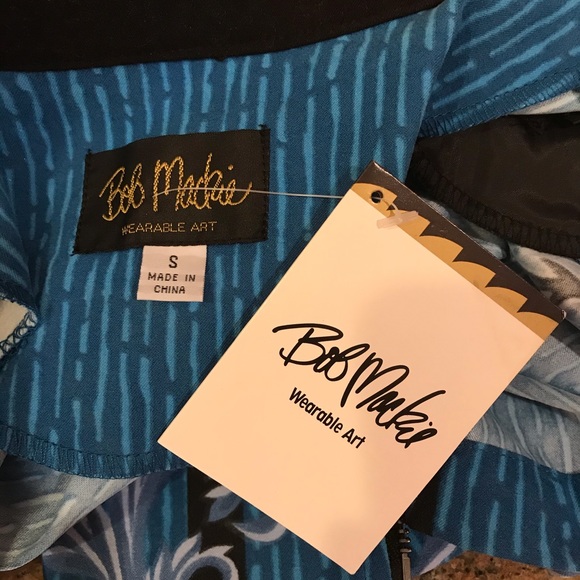 Bob Mackie
WEARABLE ART
S
MADE IN
CHINA
Bob Mackie
Wearable Art